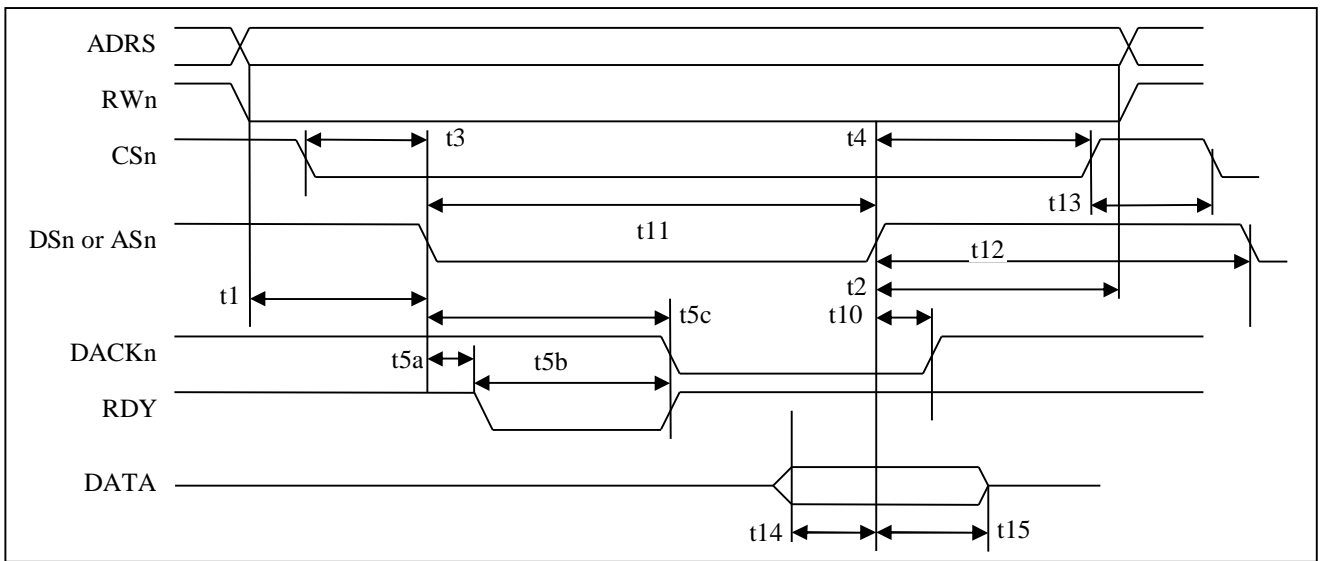 ADRS
RWn
t3
t4
CSn
t13
DSn or ASn
t11
t12
t1
t2
t5c
t10
DACKn
t5a
t5b
RDY
DATA
t14
t15